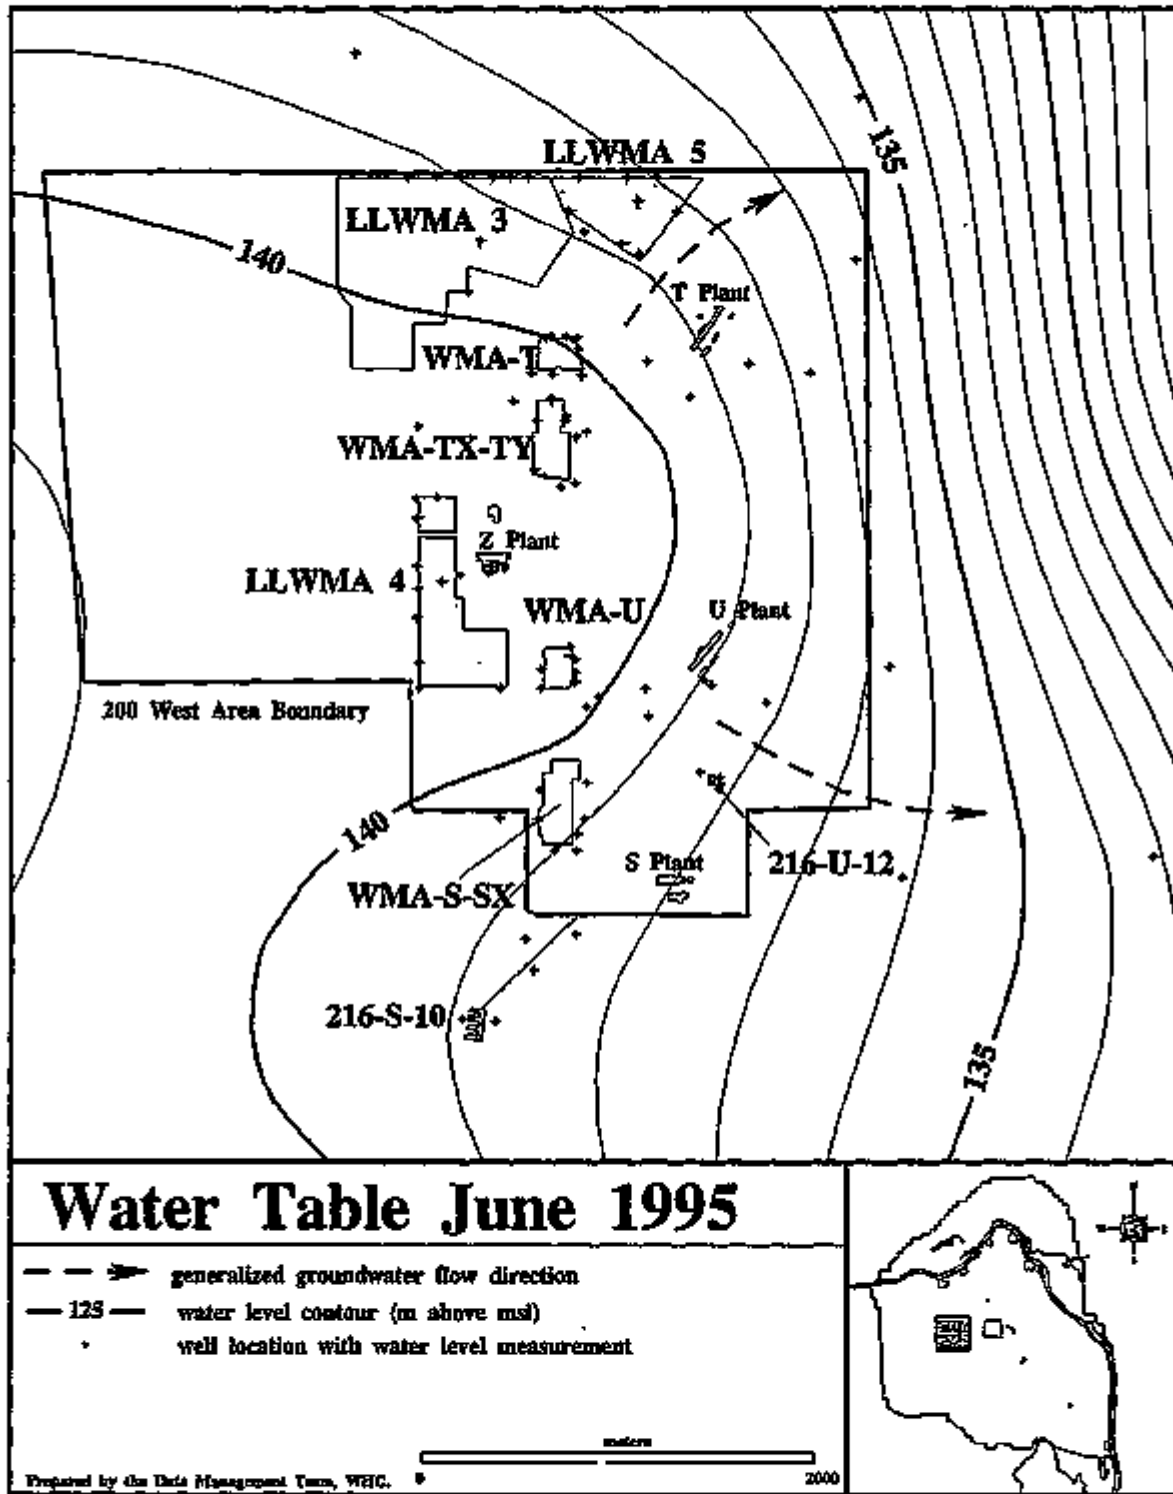 LLWMA 5
135
LLWMA 3
140
T Plant
WMA-T
WMA-TX-TY
Z Plant
LLWMA 4
WMA-U
U Plant
200 West Area Boundary
140
S Plant
216-U-12
WMA-S-SX
216-S-10
135
Water Table June 1995
generalized groundwater flow direction
125 water level contour (m above msl)
well location with water level measurement
meters
0 2000
Prepared by the Data Management Team, WHC.